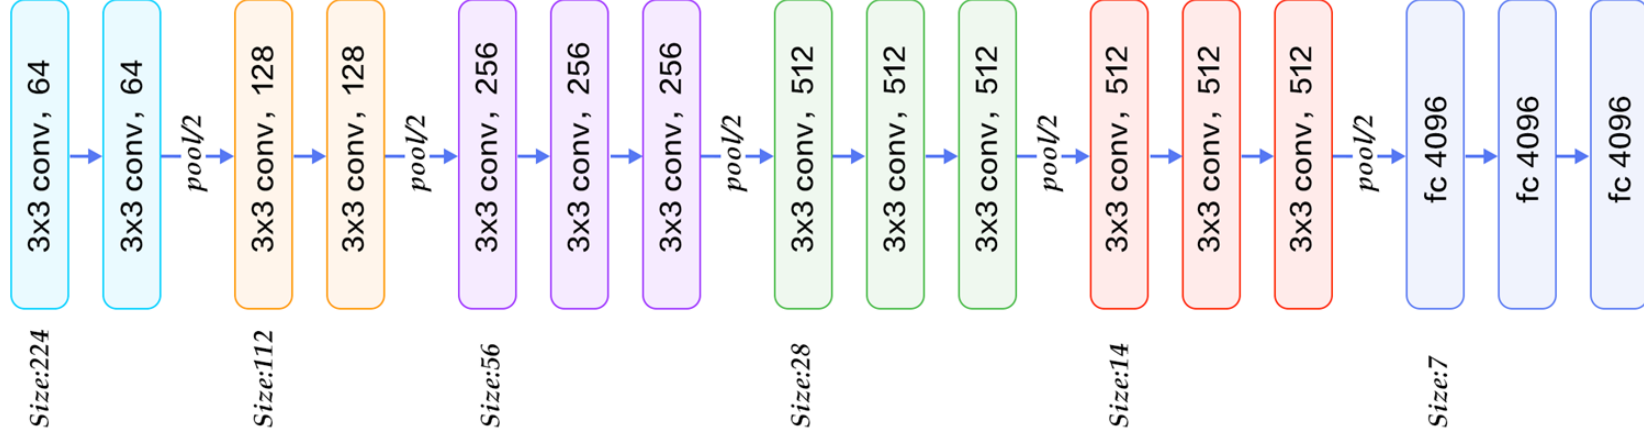 3x3 conv, 64
3x3 conv, 64
pool/2
3x3 conv, 128
3x3 conv, 128
pool/2
3x3 conv, 256
3x3 conv, 256
3x3 conv, 256
pool/2
3x3 conv, 512
3x3 conv, 512
3x3 conv, 512
pool/2
3x3 conv, 512
3x3 conv, 512
3x3 conv, 512
pool/2
fc 4096
fc 4096
fc 4096
Size:224
Size:112
Size:56
Size:28
Size:14
Size:7